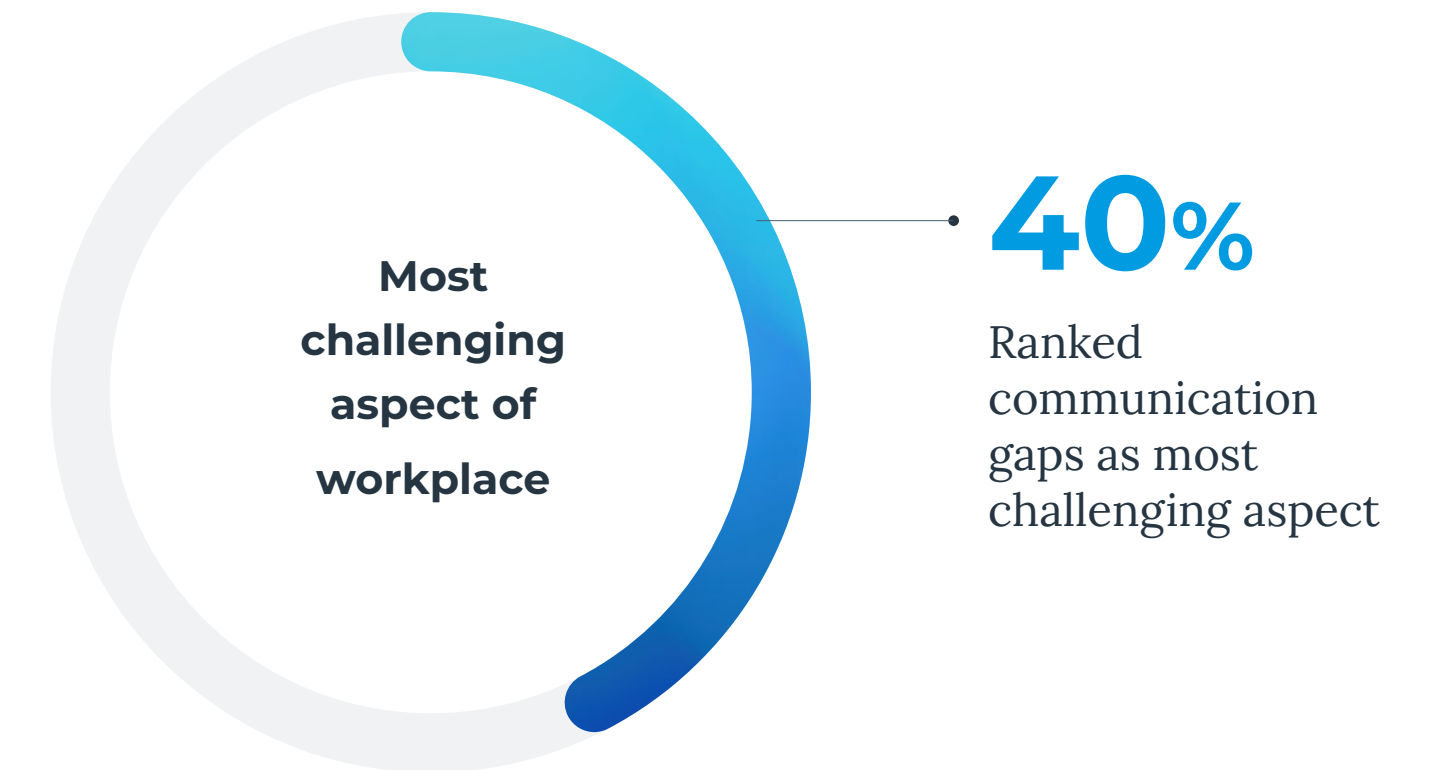 Most
challenging
aspect of
workplace
40%
Ranked
communication
gaps as most
challenging aspect